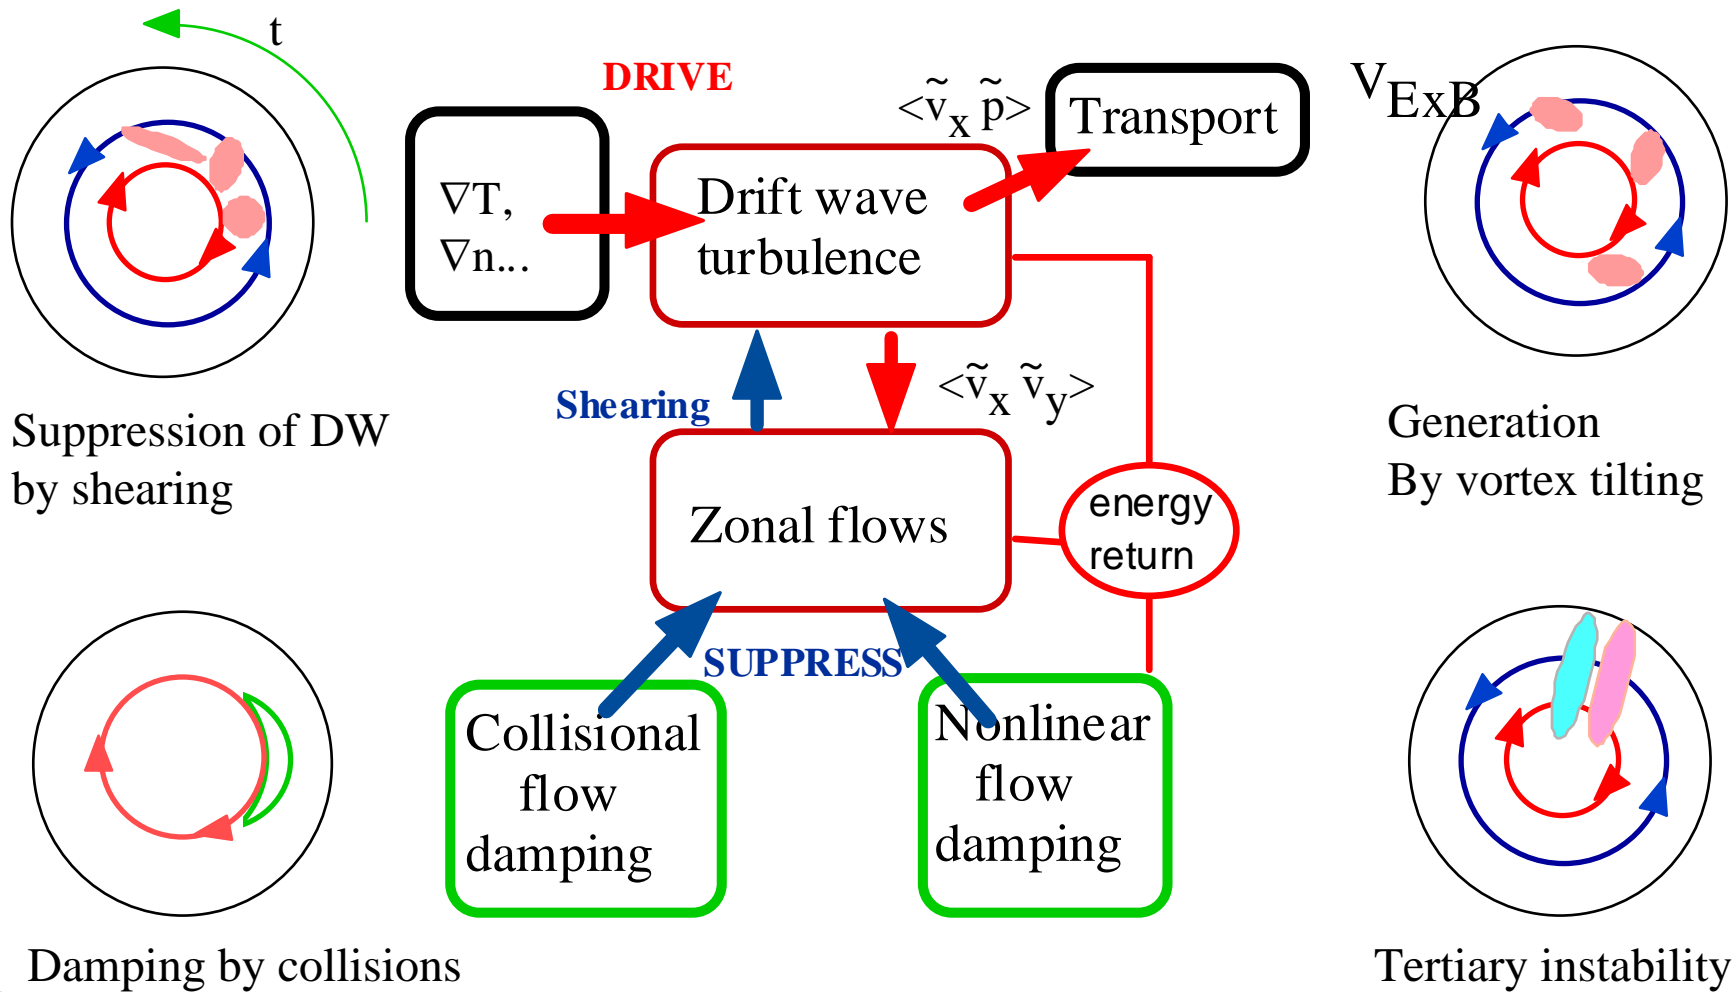 t
DRIVE
<ṽx p̃>
Transport
VExB
∇T,
∇n...
Drift wave
turbulence
Shearing
<ṽx ṽy>
Suppression of DW
by shearing
Generation
By vortex tilting
Zonal flows
energy
return
SUPPRESS
Collisional
flow
damping
Nonlinear
flow
damping
Damping by collisions
Tertiary instability